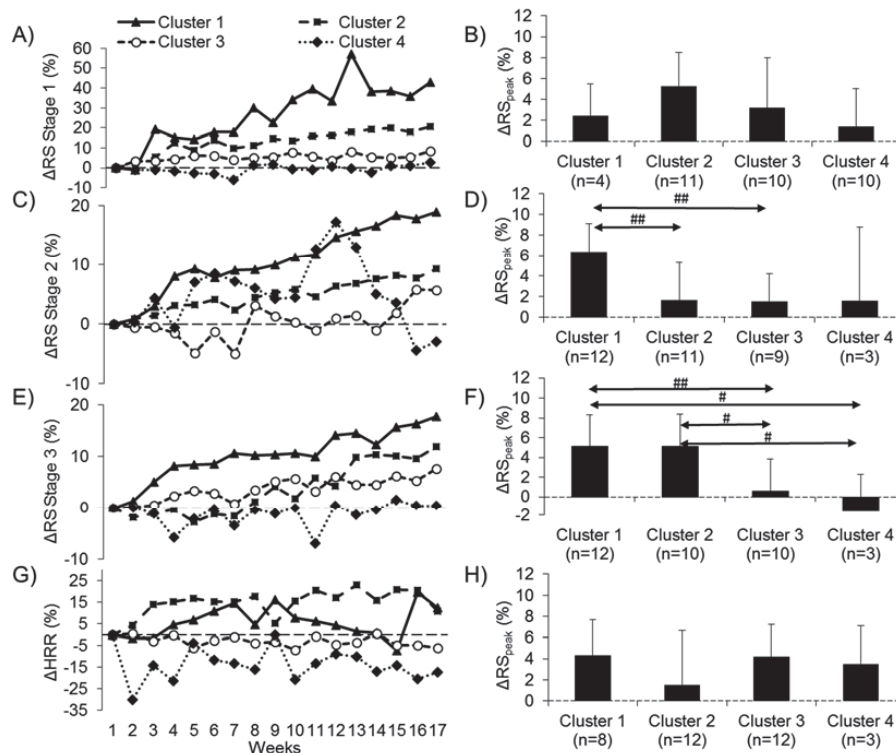 Cluster 1 Cluster 2
Cluster 3 Cluster 4
A)
ΔRS Stage 1 (%)
60
50
40
30
20
10
0
-10
B)
ΔRSpeak (%)
12
10
8
6
4
2
0
Cluster 1 Cluster 2 Cluster 3 Cluster 4
(n=4) (n=11) (n=10) (n=10)
C)
ΔRS Stage 2 (%)
20
10
0
-10
D)
ΔRSpeak (%)
12
10
8
6
4
2
0
##
##
Cluster 1 Cluster 2 Cluster 3 Cluster 4
(n=12) (n=11) (n=9) (n=3)
E)
ΔRS Stage 3 (%)
20
10
0
-10
F)
ΔRSpeak (%)
12
10
8
6
4
2
0
-2
##
#
#
#
Cluster 1 Cluster 2 Cluster 3 Cluster 4
(n=12) (n=10) (n=10) (n=3)
G)
ΔHRR (%)
25
15
5
-5
-15
-25
-35
1 2 3 4 5 6 7 8 9 10 11 12 13 14 15 16 17
Weeks
H)
ΔRSpeak (%)
12
10
8
6
4
2
0
Cluster 1 Cluster 2 Cluster 3 Cluster 4
(n=8) (n=12) (n=12) (n=3)